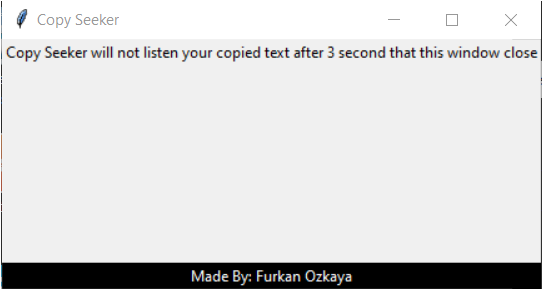 Copy Seeker
Copy Seeker will not listen your copied text after 3 second that this window close
Made By: Furkan Ozkaya